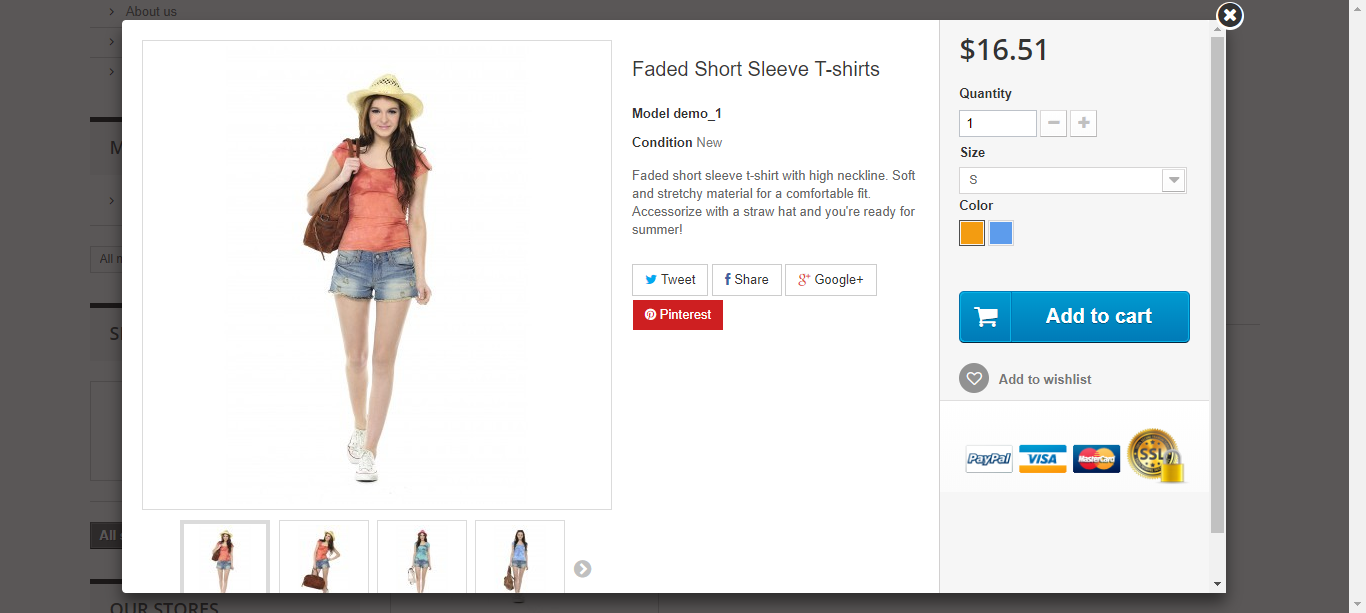 About us
M
All
S
All
OUR STORES
Faded Short Sleeve T-shirts
Model demo_1
Condition New
Faded short sleeve t-shirt with high neckline. Soft
and stretchy material for a comfortable fit.
Accessorize with a straw hat and you're ready for
summer!
Tweet
Share
Google+
Pinterest
$16.51
Quantity
1
Size
S
Color
Add to cart
Add to wishlist
PayPal
VISA
MasterCard
SSL